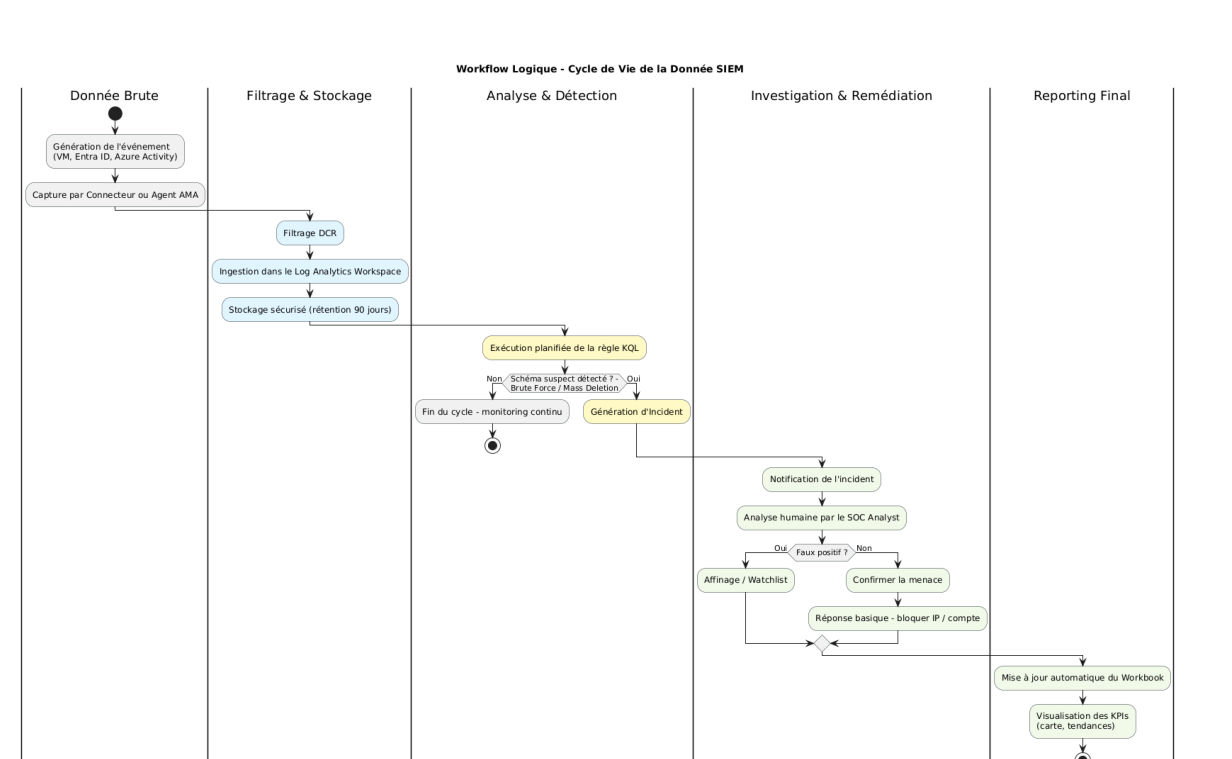 Workflow Logique - Cycle de Vie de la Donnée SIEM
Donnée Brute
Filtrage & Stockage
Analyse & Détection
Investigation & Remédiation
Reporting Final
Génération de l'événement
(VM, Entra ID, Azure Activity)
Capture par Connecteur ou Agent AMA
Filtrage DCR
Ingestion dans le Log Analytics Workspace
Stockage sécurisé (rétention 90 jours)
Exécution planifiée de la règle KQL
Non
Schéma suspect détecté ? -
Brute Force / Mass Deletion
Oui
Fin du cycle - monitoring continu
Génération d'Incident
Notification de l'incident
Analyse humaine par le SOC Analyst
Oui
Faux positif ?
Non
Affinage / Watchlist
Confirmer la menace
Réponse basique - bloquer IP / compte
Mise à jour automatique du Workbook
Visualisation des KPIs
(carte, tendances)